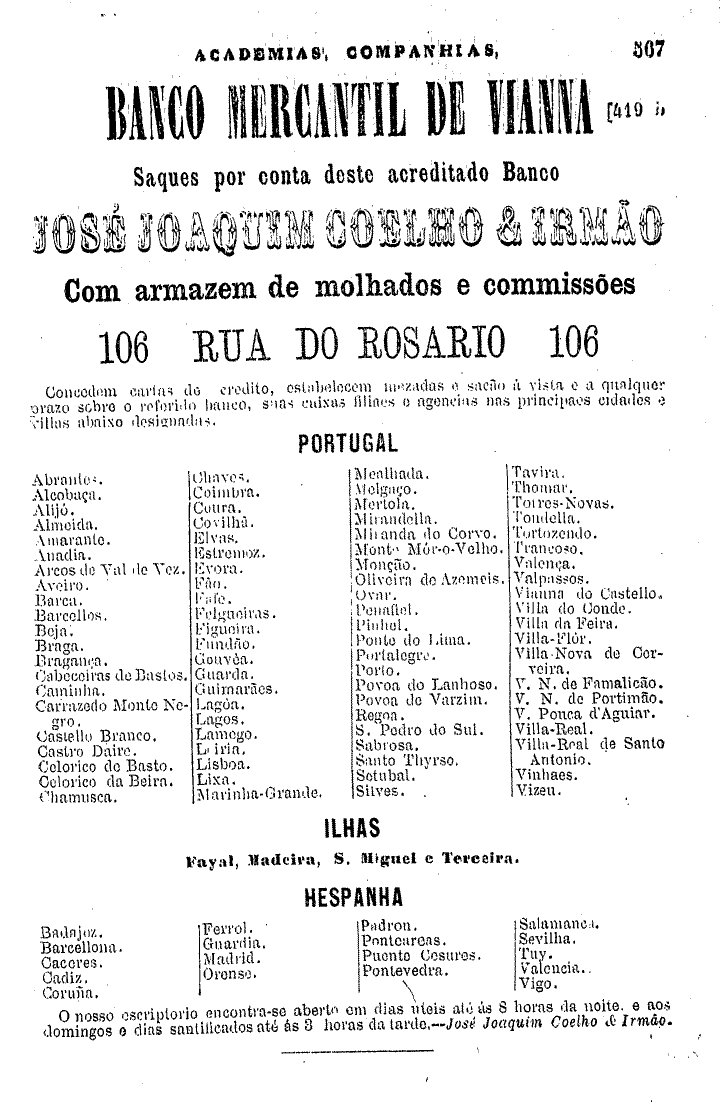 ACADEMIAS, COMPANHIAS,
507
BANCO MERCANTIL DE VIANNA
[419
Saques por conta deste acreditado Banco
JOSÉ JOAQUIM COELHO & IRMÃO
Com armazem de molhados e commissões
106 RUA DO ROSARIO 106
Concedem cartas de credito, estabelecem mezadas e sacão á vista e a qualquer
prazo sobre o referido banco, suas caixas filiaes e agencias nas principaes cidades e
villas abaixo designadas.
PORTUGAL
Abrantes.
Alcobaça.
Alijó.
Almeida.
Amarante.
Anadia.
Arcos de Val de Vez.
Aveiro.
Barca.
Barcellos.
Beja.
Braga.
Bragança.
Cabeceiras de Bastos.
Caminha.
Carrazedo Monte Ne-
gro.
Castello Branco.
Castro Daire.
Celorico de Basto.
Celorico da Beira.
Chamusca.
Chaves.
Coimbra.
Coura.
Covilhã.
Elvas.
Estremoz.
Evora.
Fão.
Fafe.
Felgueiras.
Figueira.
Fundão.
Gouvêa.
Guarda.
Guimarães.
Lagôa.
Lagos.
Lamego.
Leiria.
Lisboa.
Lixa.
Marinha-Grande.
Mealhada.
Melgaço.
Mertola.
Mirandella.
Miranda do Corvo.
Monte Mór-o-Velho.
Monção.
Oliveira de Azemeis.
Ovar.
Penafiel.
Pinhel.
Ponte do Lima.
Portalegre.
Porto.
Povoa do Lanhoso.
Povoa de Varzim.
Regoa.
S. Pedro do Sul.
Sabrosa.
Santo Thyrso.
Setubal.
Silves.
Tavira.
Thomar.
Torres-Novas.
Tondella.
Tortozendo.
Trancoso.
Valença.
Valpassos.
Vianna do Castello.
Villa do Conde.
Villa da Feira.
Villa-Flôr.
Villa-Nova de Cer-
veira.
V. N. de Famalicão.
V. N. de Portimão.
V. Pouca d'Aguiar.
Villa-Real.
Villa-Real de Santo
Antonio.
Vinhaes.
Vizeu.
ILHAS
Fayal, Madeira, S. Miguel e Terceira.
HESPANHA
Badajoz.
Barcellona.
Caceres.
Cadiz.
Coruña.
Ferrol.
Guardia.
Madrid.
Orense.
Padron.
Ponteareas.
Puente Cesures.
Pontevedra.
Salamanca.
Sevilha.
Tuy.
Valencia.
Vigo.
O nosso escriptorio encontra-se aberto em dias uteis até ás 8 horas da noite, e aos
domingos e dias santificados até ás 3 horas da tarde.--José Joaquim Coelho & Irmão.